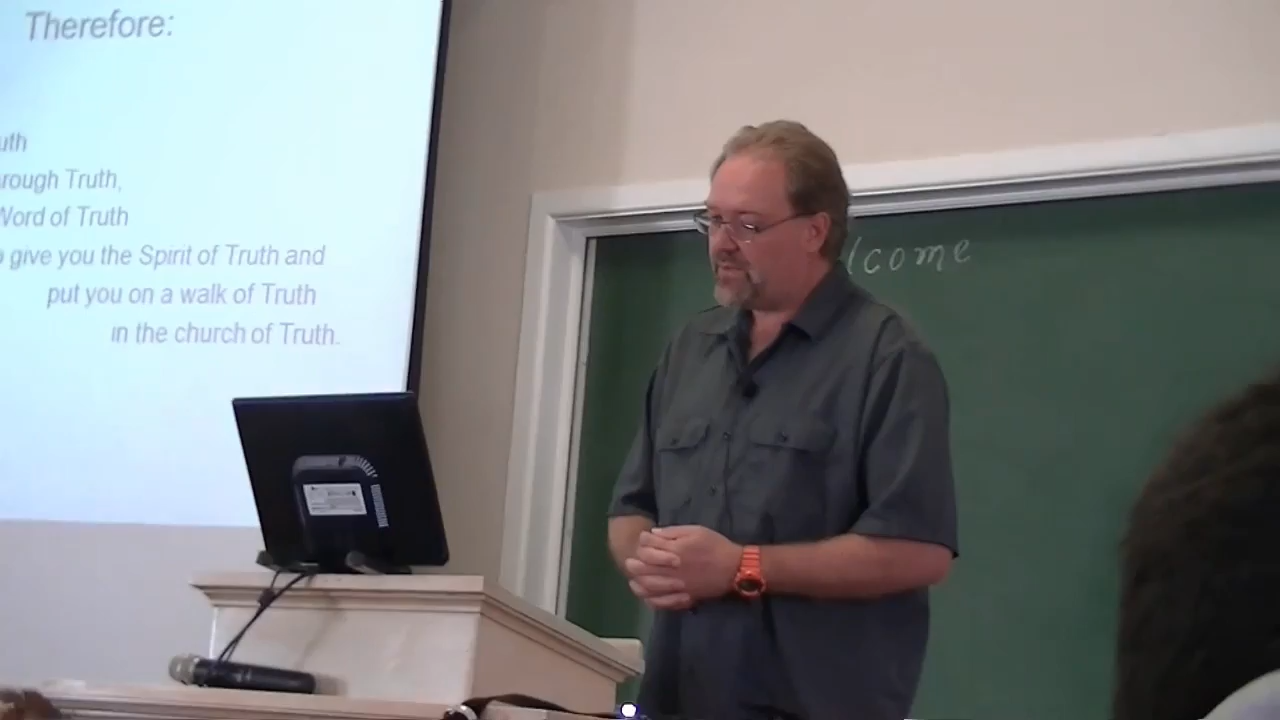 Therefore:
uth
rough Truth,
Word of Truth
give you the Spirit of Truth and
put you on a walk of Truth
in the church of Truth.
lcome